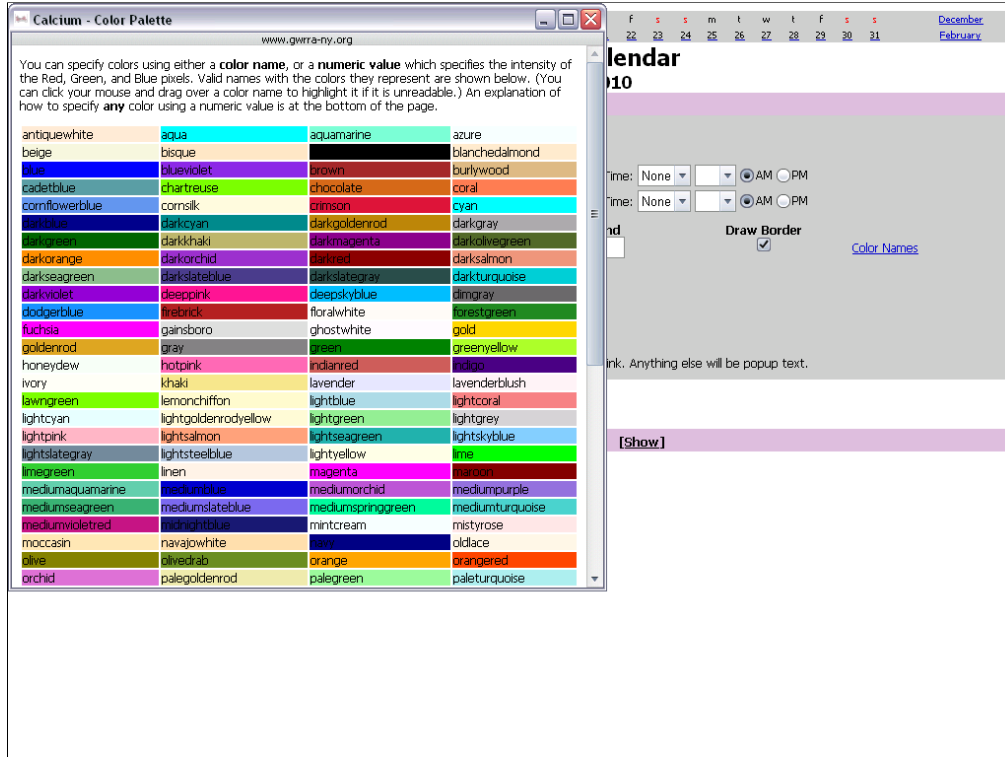 Calcium - Color Palette
www.gwrra-ny.org
You can specify colors using either a color name, or a numeric value which specifies the intensity of
the Red, Green, and Blue pixels. Valid names with the colors they represent are shown below. (You
can click your mouse and drag over a color name to highlight it if it is unreadable.) An explanation of
how to specify any color using a numeric value is at the bottom of the page.
antiquewhite aqua aquamarine azure
beige bisque blanchedalmond
blue blueviolet brown burlywood
cadetblue chartreuse chocolate coral
cornflowerblue cornsilk crimson cyan
darkblue darkcyan darkgoldenrod darkgray
darkgreen darkkhaki darkmagenta darkolivegreen
darkorange darkorchid darkred darksalmon
darkseagreen darkslateblue darkslategray darkturquoise
darkviolet deeppink deepskyblue dimgray
dodgerblue firebrick floralwhite forestgreen
fuchsia gainsboro ghostwhite gold
goldenrod gray green greenyellow
honeydew hotpink indianred indigo
ivory khaki lavender lavenderblush
lawngreen lemonchiffon lightblue lightcoral
lightcyan lightgoldenrodyellow lightgreen lightgrey
lightpink lightsalmon lightseagreen lightskyblue
lightslategray lightsteelblue lightyellow lime
limegreen linen magenta maroon
mediumaquamarine mediumblue mediumorchid mediumpurple
mediumseagreen mediumslateblue mediumspringgreen mediumturquoise
mediumvioletred midnightblue mintcream mistyrose
moccasin navajowhite navy oldlace
olive olivedrab orange orangered
orchid palegoldenrod palegreen paleturquoise
f s s m t w t f s s December
22 23 24 25 26 27 28 29 30 31 February
lendar
010
Time: None AM PM
Time: None AM PM
nd Draw Border
Color Names
ink. Anything else will be popup text.
[Show]